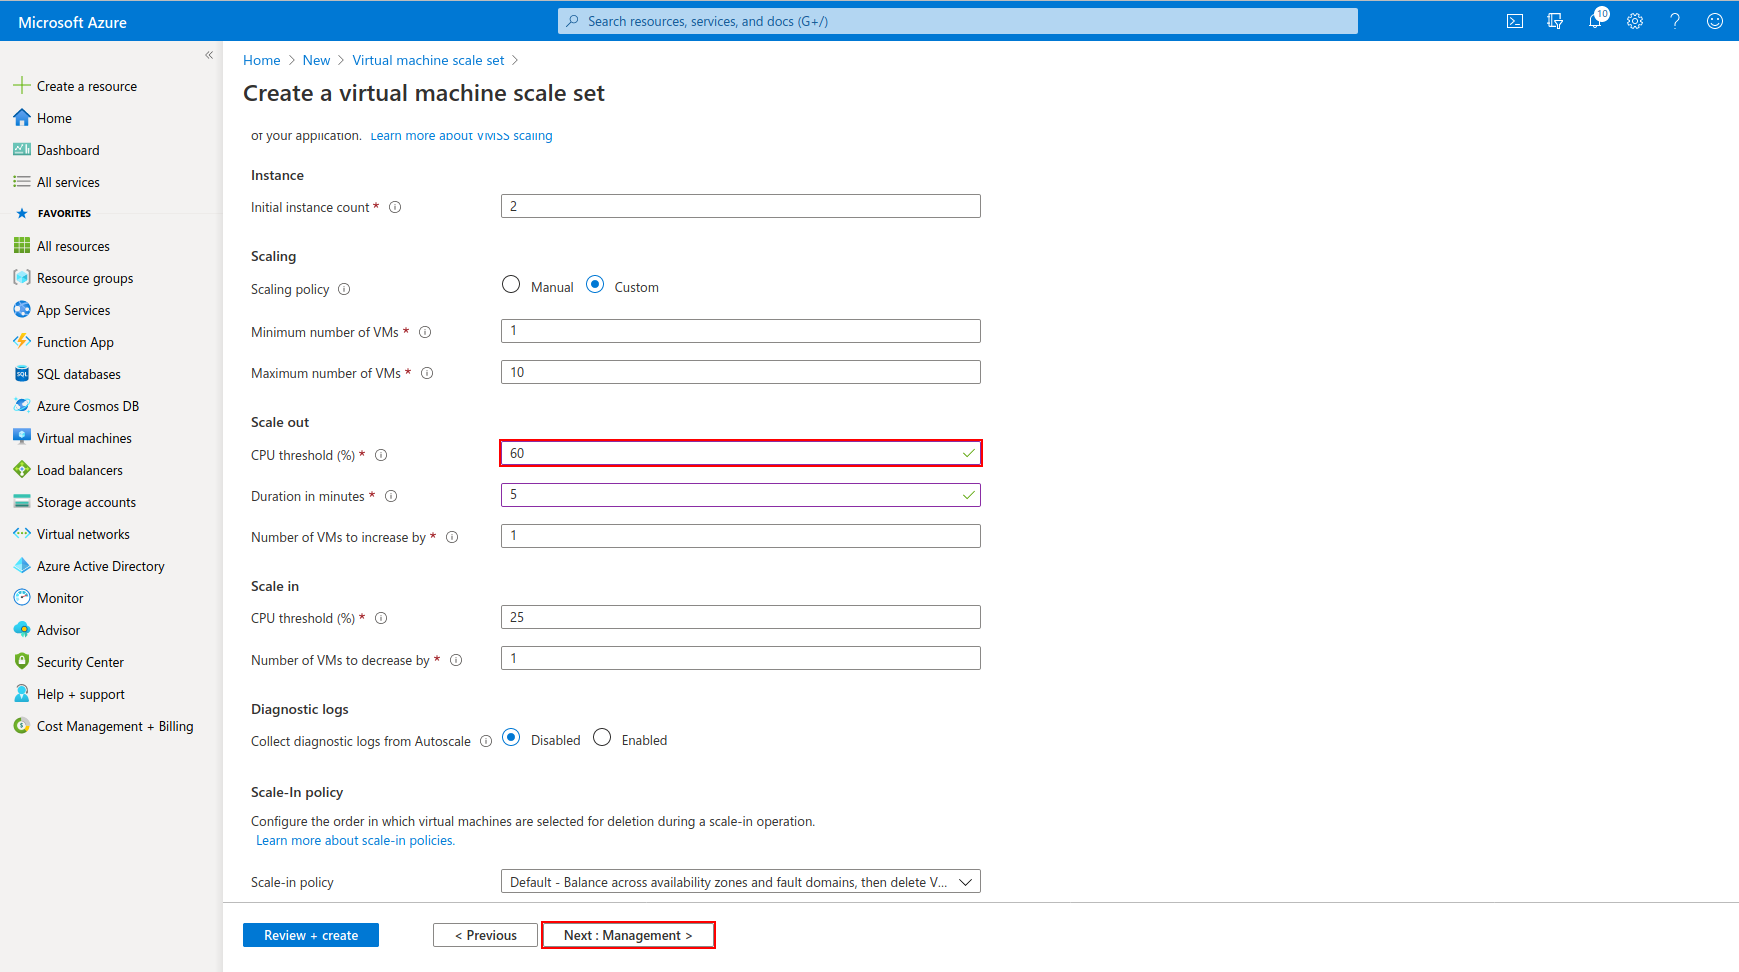 Microsoft Azure
Search resources, services, and docs (G+/)
10
Create a resource
Home
Dashboard
All services
FAVORITES
All resources
Resource groups
App Services
Function App
SQL databases
Azure Cosmos DB
Virtual machines
Load balancers
Storage accounts
Virtual networks
Azure Active Directory
Monitor
Advisor
Security Center
Help + support
Cost Management + Billing
Home > New > Virtual machine scale set >
Create a virtual machine scale set
of your application. Learn more about VMSS scaling
Instance
Initial instance count * 2
Scaling
Scaling policy Manual Custom
Minimum number of VMs * 1
Maximum number of VMs * 10
Scale out
CPU threshold (%) * 60
Duration in minutes * 5
Number of VMs to increase by * 1
Scale in
CPU threshold (%) * 25
Number of VMs to decrease by * 1
Diagnostic logs
Collect diagnostic logs from Autoscale Disabled Enabled
Scale-In policy
Configure the order in which virtual machines are selected for deletion during a scale-in operation.
Learn more about scale-in policies.
Scale-in policy Default - Balance across availability zones and fault domains, then delete V...
Review + create < Previous Next : Management >